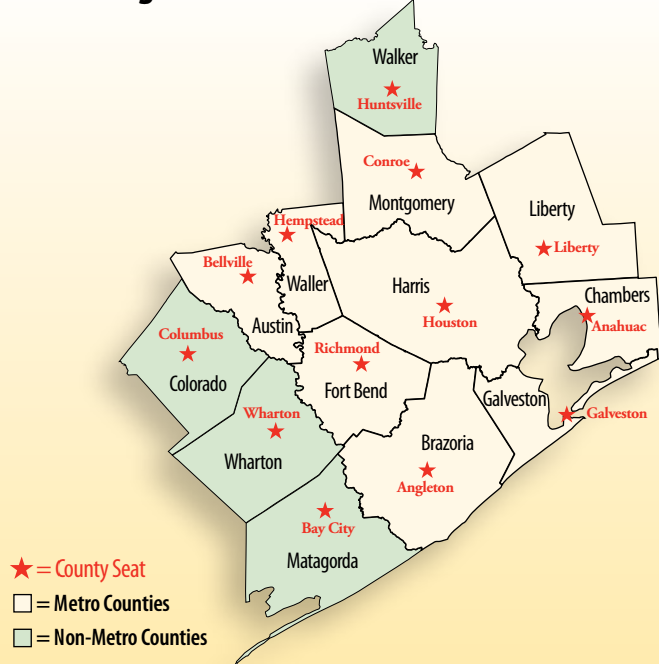 Walker
Huntsville
Conroe
Montgomery
Liberty
Liberty
Hempstead
Bellville
Waller
Harris
Houston
Chambers
Anahuac
Austin
Columbus
Colorado
Richmond
Fort Bend
Galveston
Galveston
Wharton
Wharton
Brazoria
Angleton
Bay City
Matagorda
= County Seat
= Metro Counties
= Non-Metro Counties